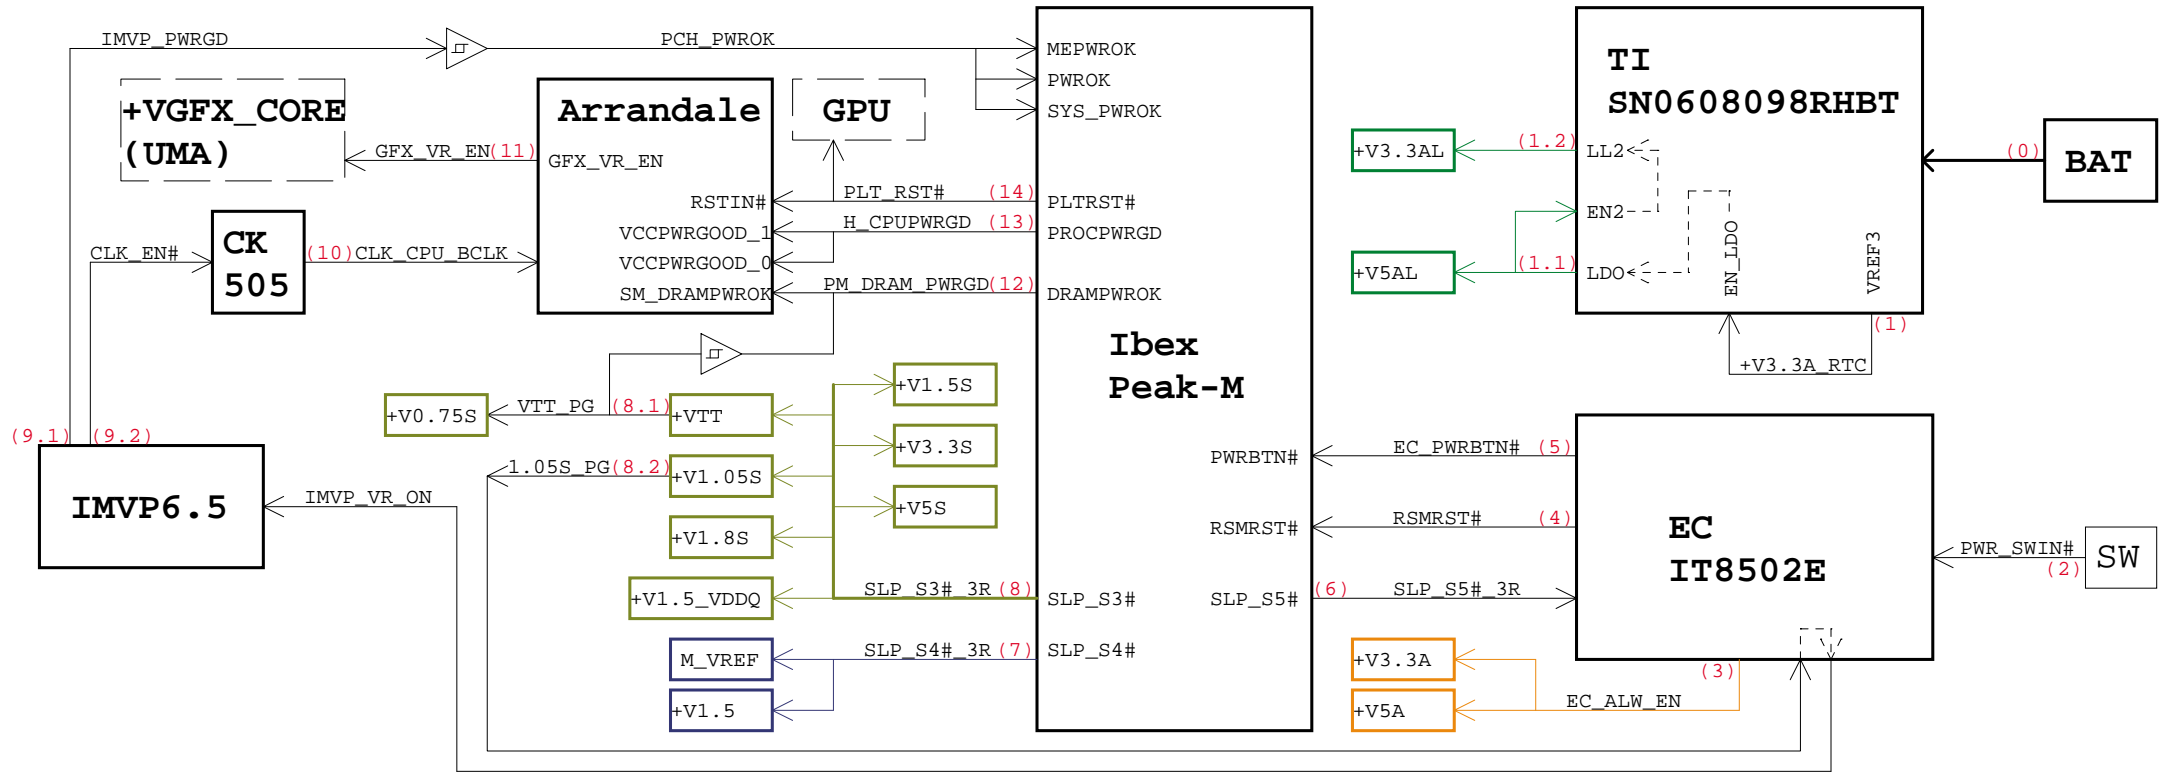 IMVP_PWRGD
PCH_PWROK
MEPWROK
PWROK
SYS_PWROK
+VGFX_CORE
(UMA)
GFX_VR_EN(11)
Arrandale
GFX_VR_EN
GPU
RSTIN#
PLT_RST# (14)
PLTRST#
VCCPWRGOOD_1
H_CPUPWRGD (13)
PROCPWRGD
VCCPWRGOOD_0
SM_DRAMPWROK
PM_DRAM_PWRGD(12)
DRAMPWROK
CLK_EN#
CK
505
(10)CLK_CPU_BCLK
Ibex
Peak-M
TI
SN0608098RHBT
+V3.3AL
(1.2)
LL2
EN2
+V5AL
(1.1)
LDO
EN_LDO
VREF3
(1)
+V3.3A_RTC
(0)
BAT
+V0.75S
VTT_PG (8.1)
+VTT
+V1.5S
+V3.3S
+V5S
1.05S_PG(8.2)
+V1.05S
+V1.8S
+V1.5_VDDQ
SLP_S3#_3R (8)
SLP_S3#
M_VREF
SLP_S4#_3R (7)
SLP_S4#
+V1.5
(9.1)
(9.2)
IMVP6.5
IMVP_VR_ON
PWRBTN#
EC_PWRBTN# (5)
RSMRST#
RSMRST# (4)
SLP_S5#
(6) SLP_S5#_3R
EC
IT8502E
PWR_SWIN#
(2)
SW
+V3.3A
(3)
+V5A
EC_ALW_EN